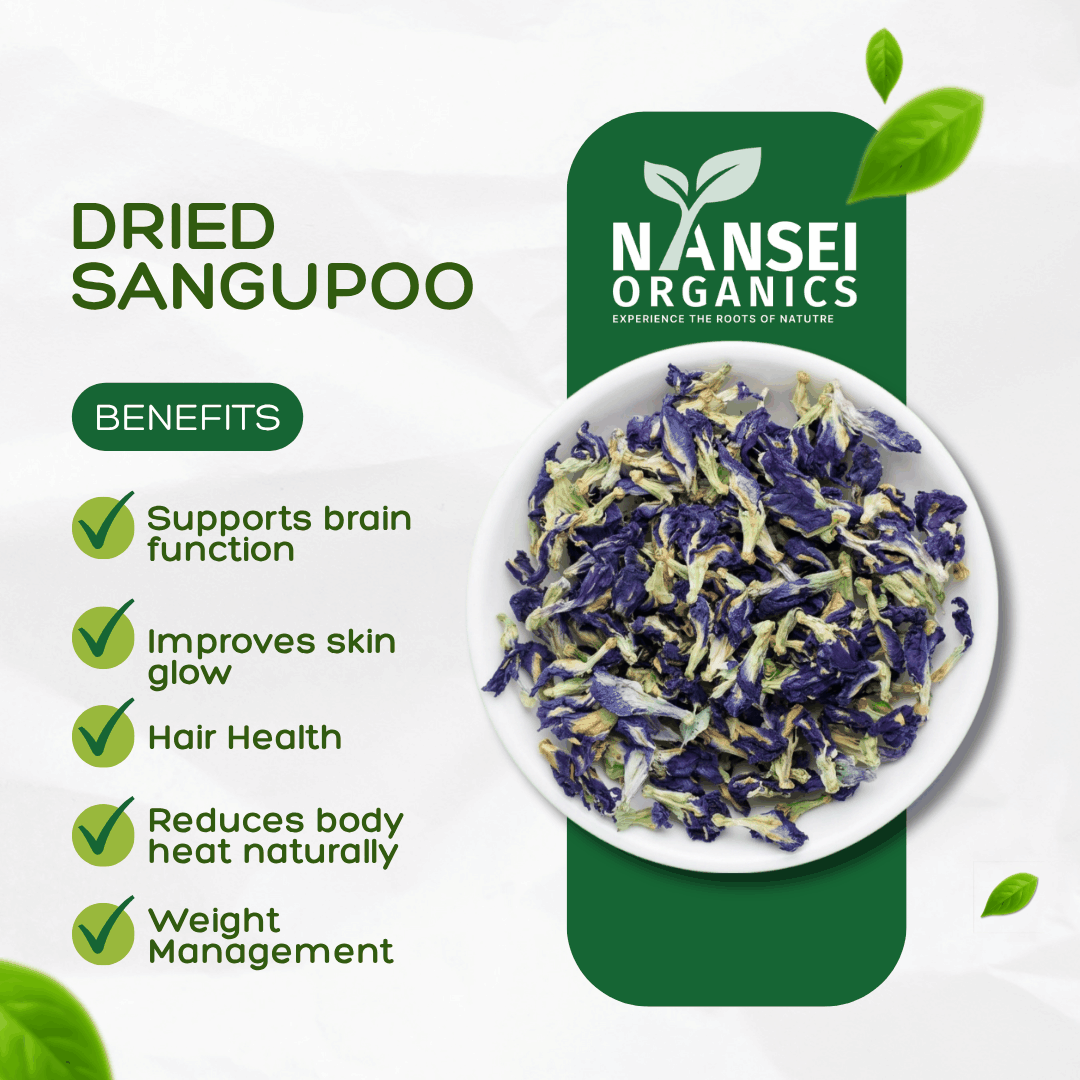 DRIED
SANGUPOO
BENEFITS
Supports brain
function
Improves skin
glow
Hair Health
Reduces body
heat naturally
Weight
Management
NANSEI
ORGANICS
EXPERIENCE THE ROOTS OF NATUTRE